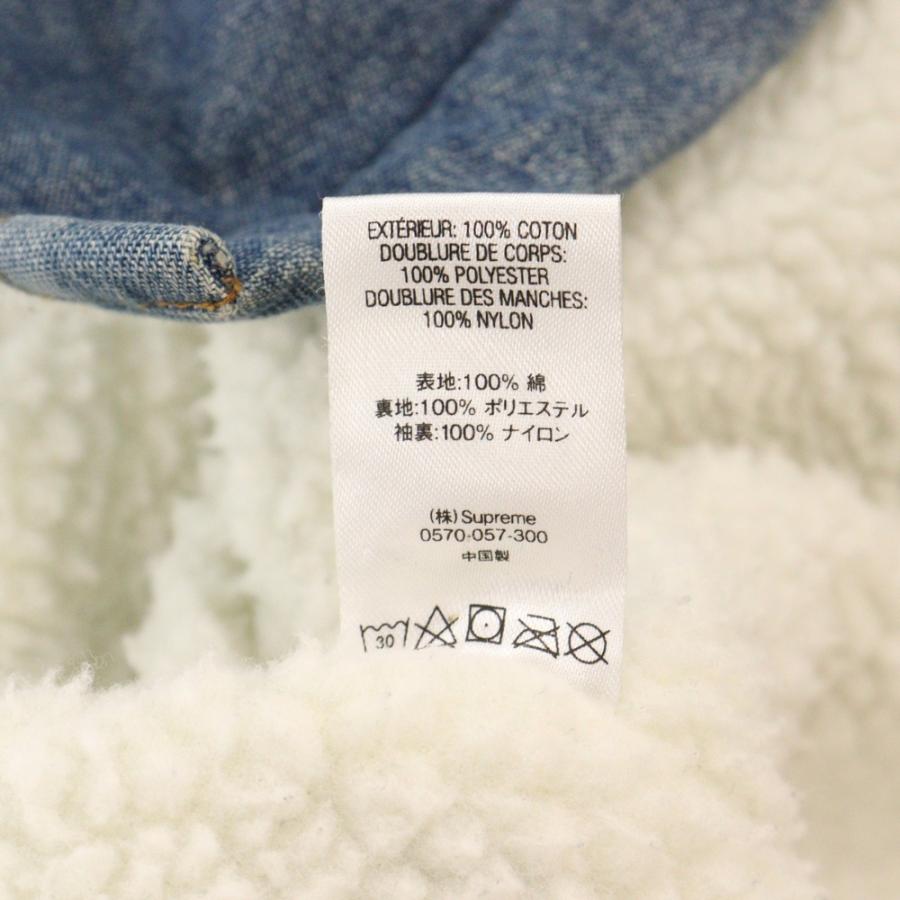 EXTÉRIEUR: 100% COTON
DOUBLURE DE CORPS:
100% POLYESTER
DOUBLURE DES MANCHES:
100% NYLON
表地:100% 綿
裏地:100% ポリエステル
袖裏:100% ナイロン
(株)Supreme
0570-057-300
中国製
30